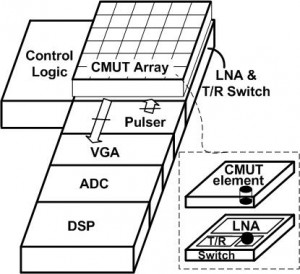 Control
Logic
CMUT Array
LNA &
T/R Switch
Pulser
VGA
ADC
DSP
CMUT
element
LNA
T/R
Switch